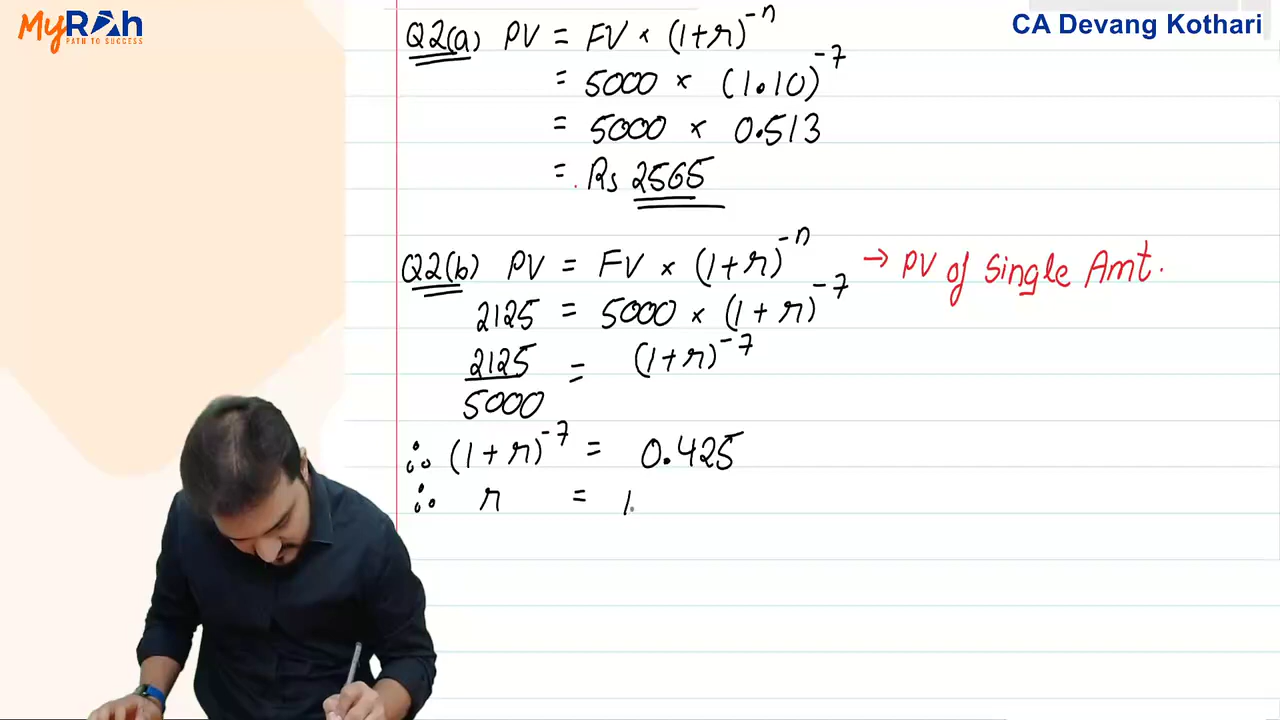 MyRAh
PATH TO SUCCESS
CA Devang Kothari
Q2(a) PV = FV × (1+r)^-n
= 5000 × (1.10)^-7
= 5000 × 0.513
= Rs 2565
Q2(b) PV = FV × (1+r)^-n → PV of Single Amt.
2125 = 5000 × (1+r)^-7
2125/5000 = (1+r)^-7
∴ (1+r)^-7 = 0.425
∴ r = 1